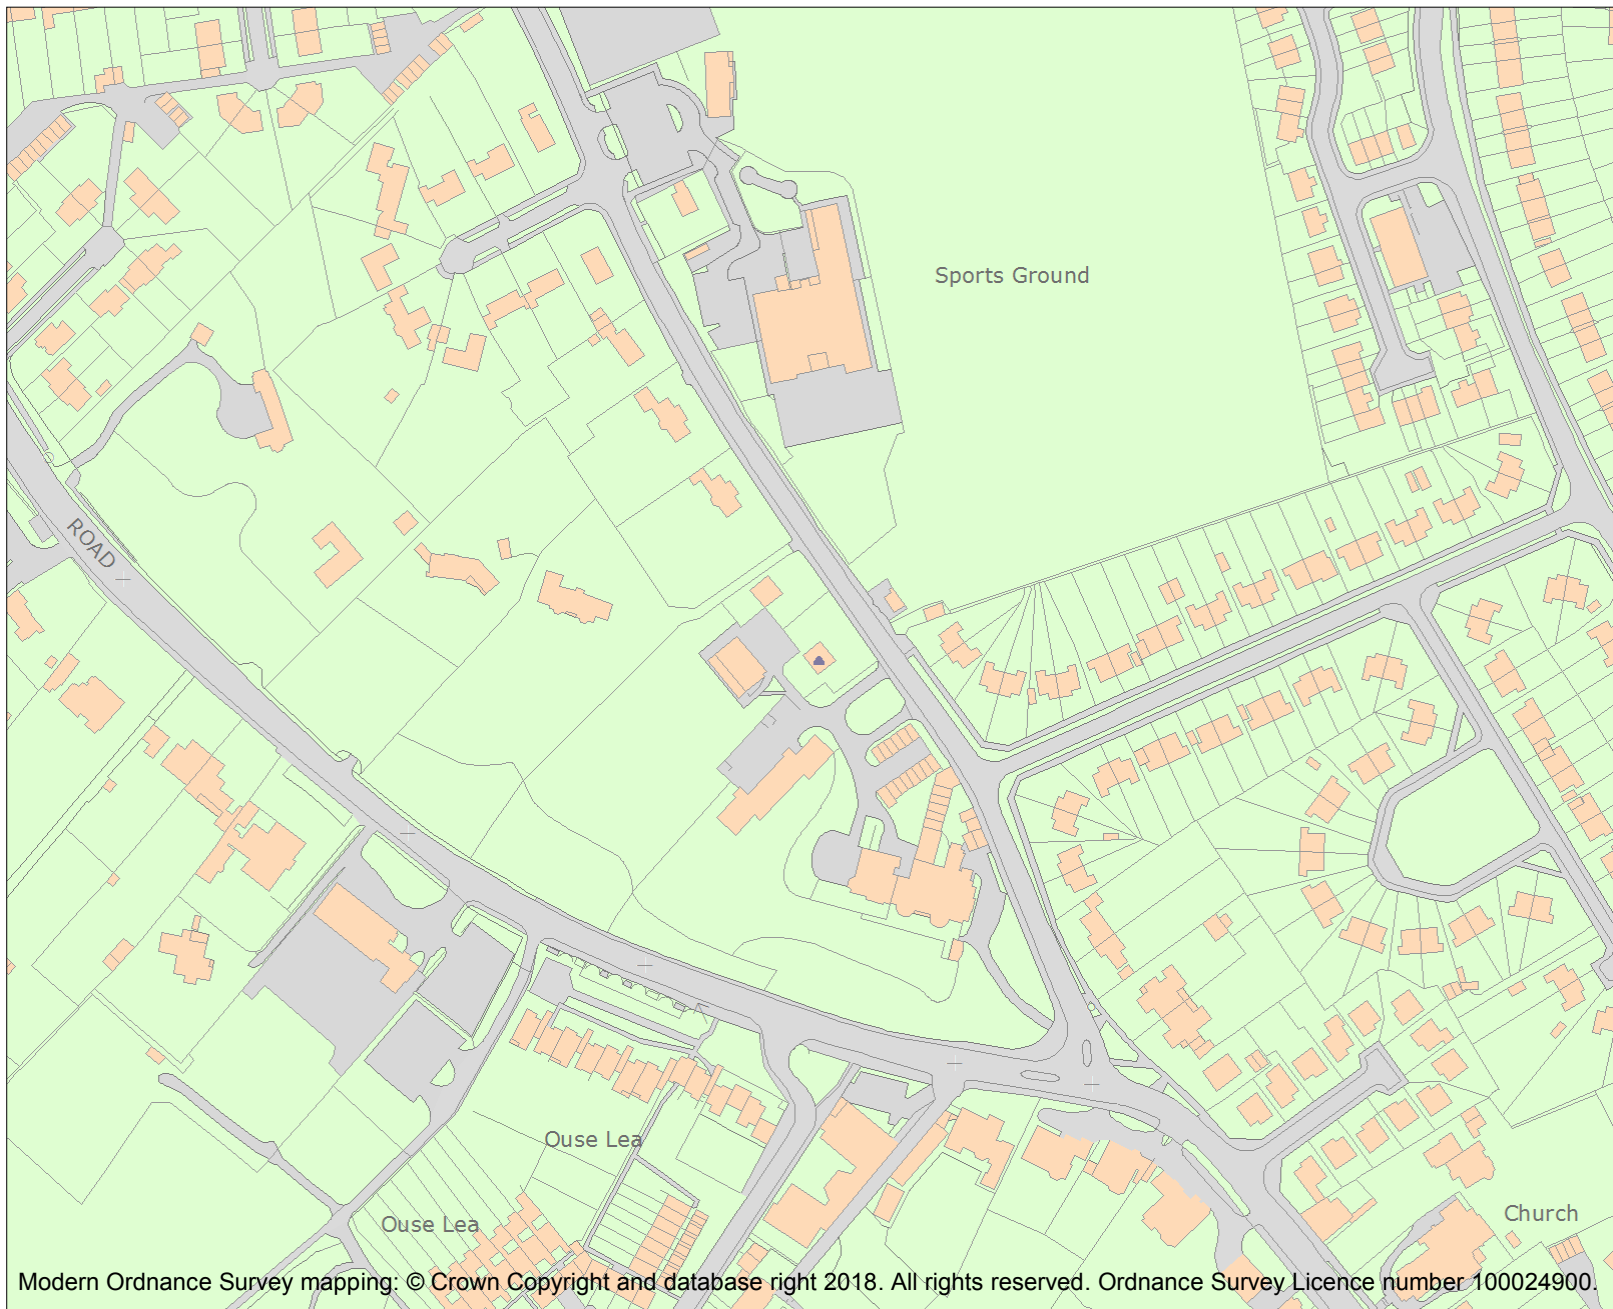 Sports Ground
ROAD
Ouse Lea
Ouse Lea
Church
Modern Ordnance Survey mapping: © Crown Copyright and database right 2018. All rights reserved. Ordnance Survey Licence number 100024900.